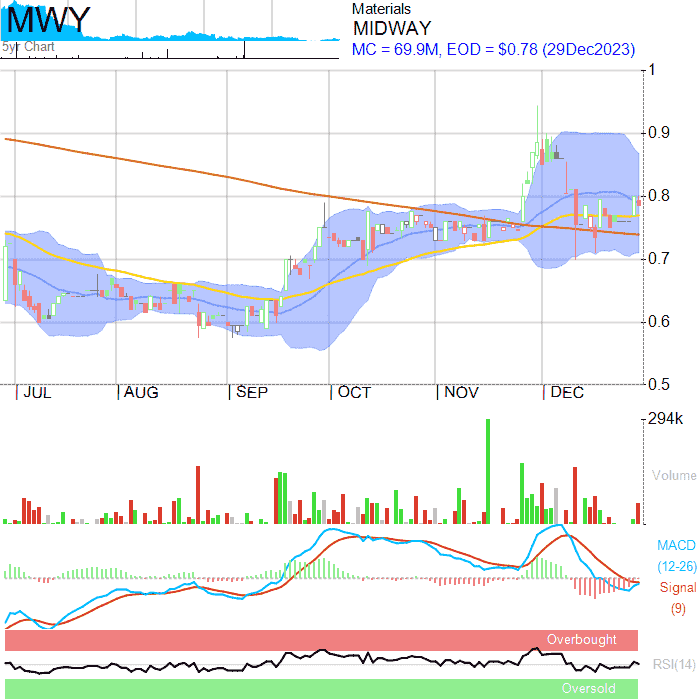 MWY
5yr Chart
Materials
MIDWAY
MC = 69.9M, EOD = $0.78 (29Dec2023)
1
0.9
0.8
0.7
0.6
0.5
JUL AUG SEP OCT NOV DEC
294k
Volume
MACD
(12-26)
Signal
(9)
Overbought
RSI(14)
Oversold